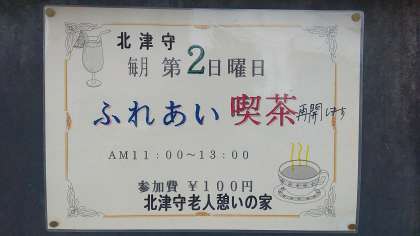 北津守
毎月 第2日曜日
ふれあい喫茶 再開します
AM11:00～13:00
参加費 ¥100円
北津守老人憩いの家